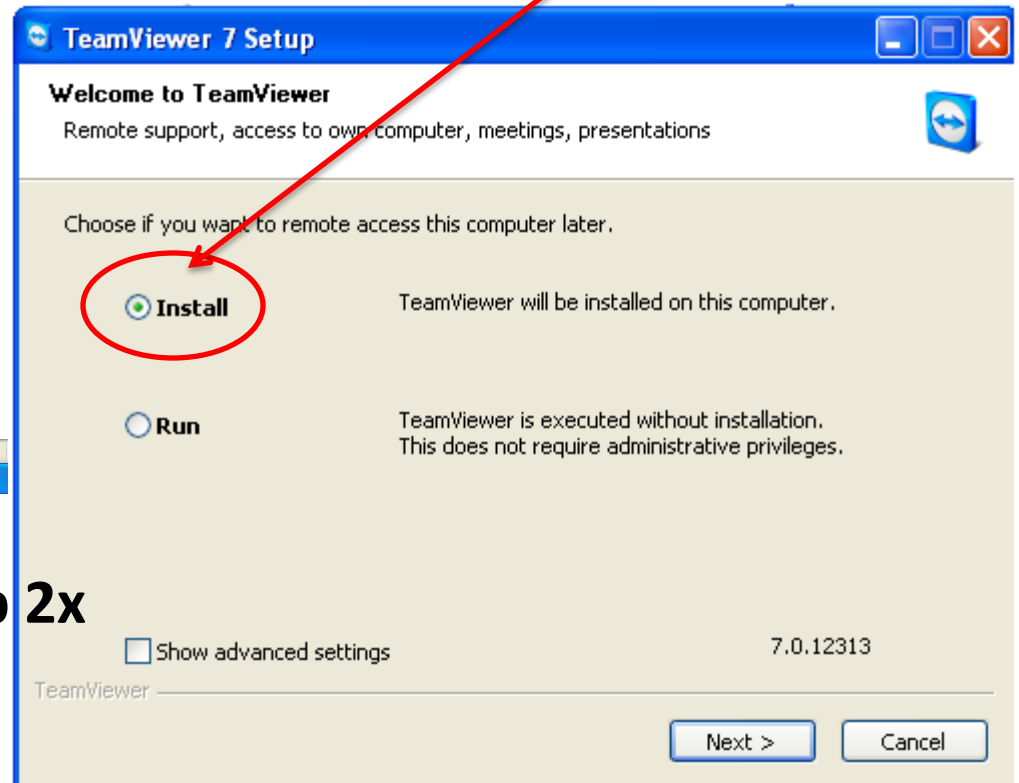 TeamViewer 7 Setup
Welcome to TeamViewer
Remote support, access to own computer, meetings, presentations
Choose if you want to remote access this computer later.
Install
TeamViewer will be installed on this computer.
Run
TeamViewer is executed without installation.
This does not require administrative privileges.
2x
Show advanced settings
7.0.12313
TeamViewer
Next >
Cancel